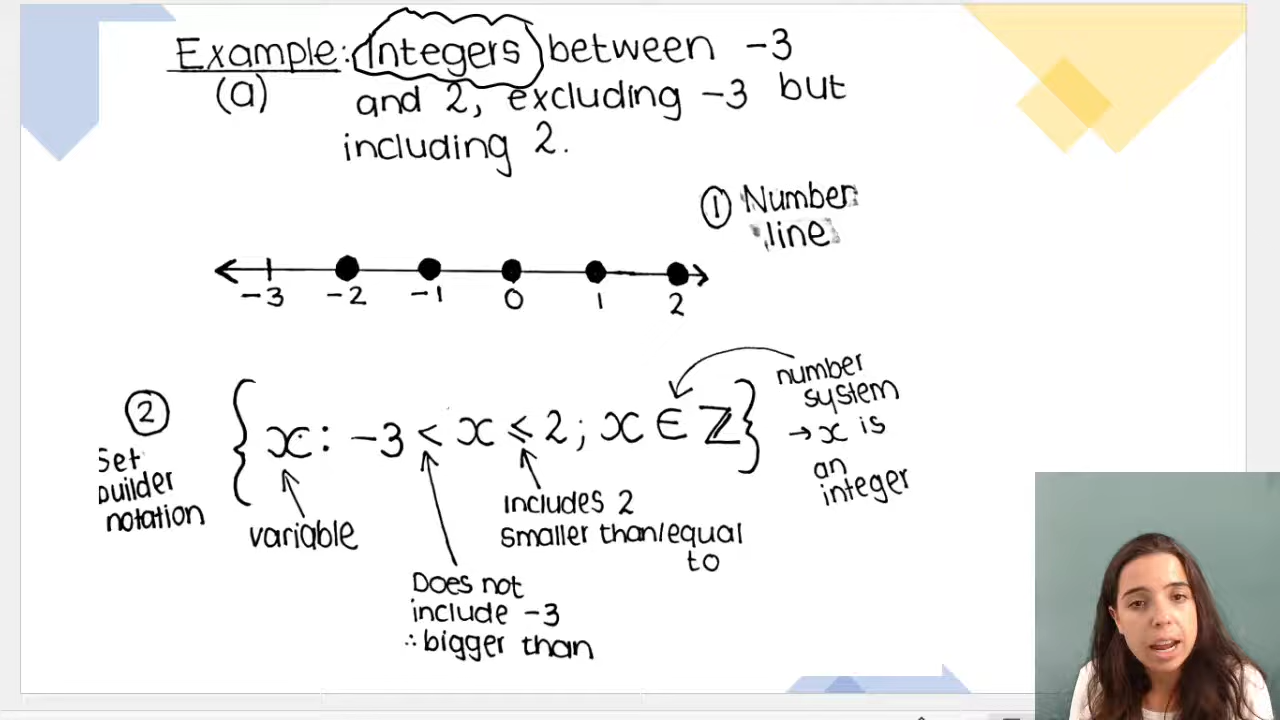 Example: Integers between -3
(a) and 2, excluding -3 but
including 2.
① Number
line
-3 -2 -1 0 1 2
②
Set
builder
notation
{x: -3 < x ≤ 2; x ∈ ℤ}
number
system
→ x is
an
integer
variable
Includes 2
smaller than/equal
to
Does not
include -3
∴ bigger than